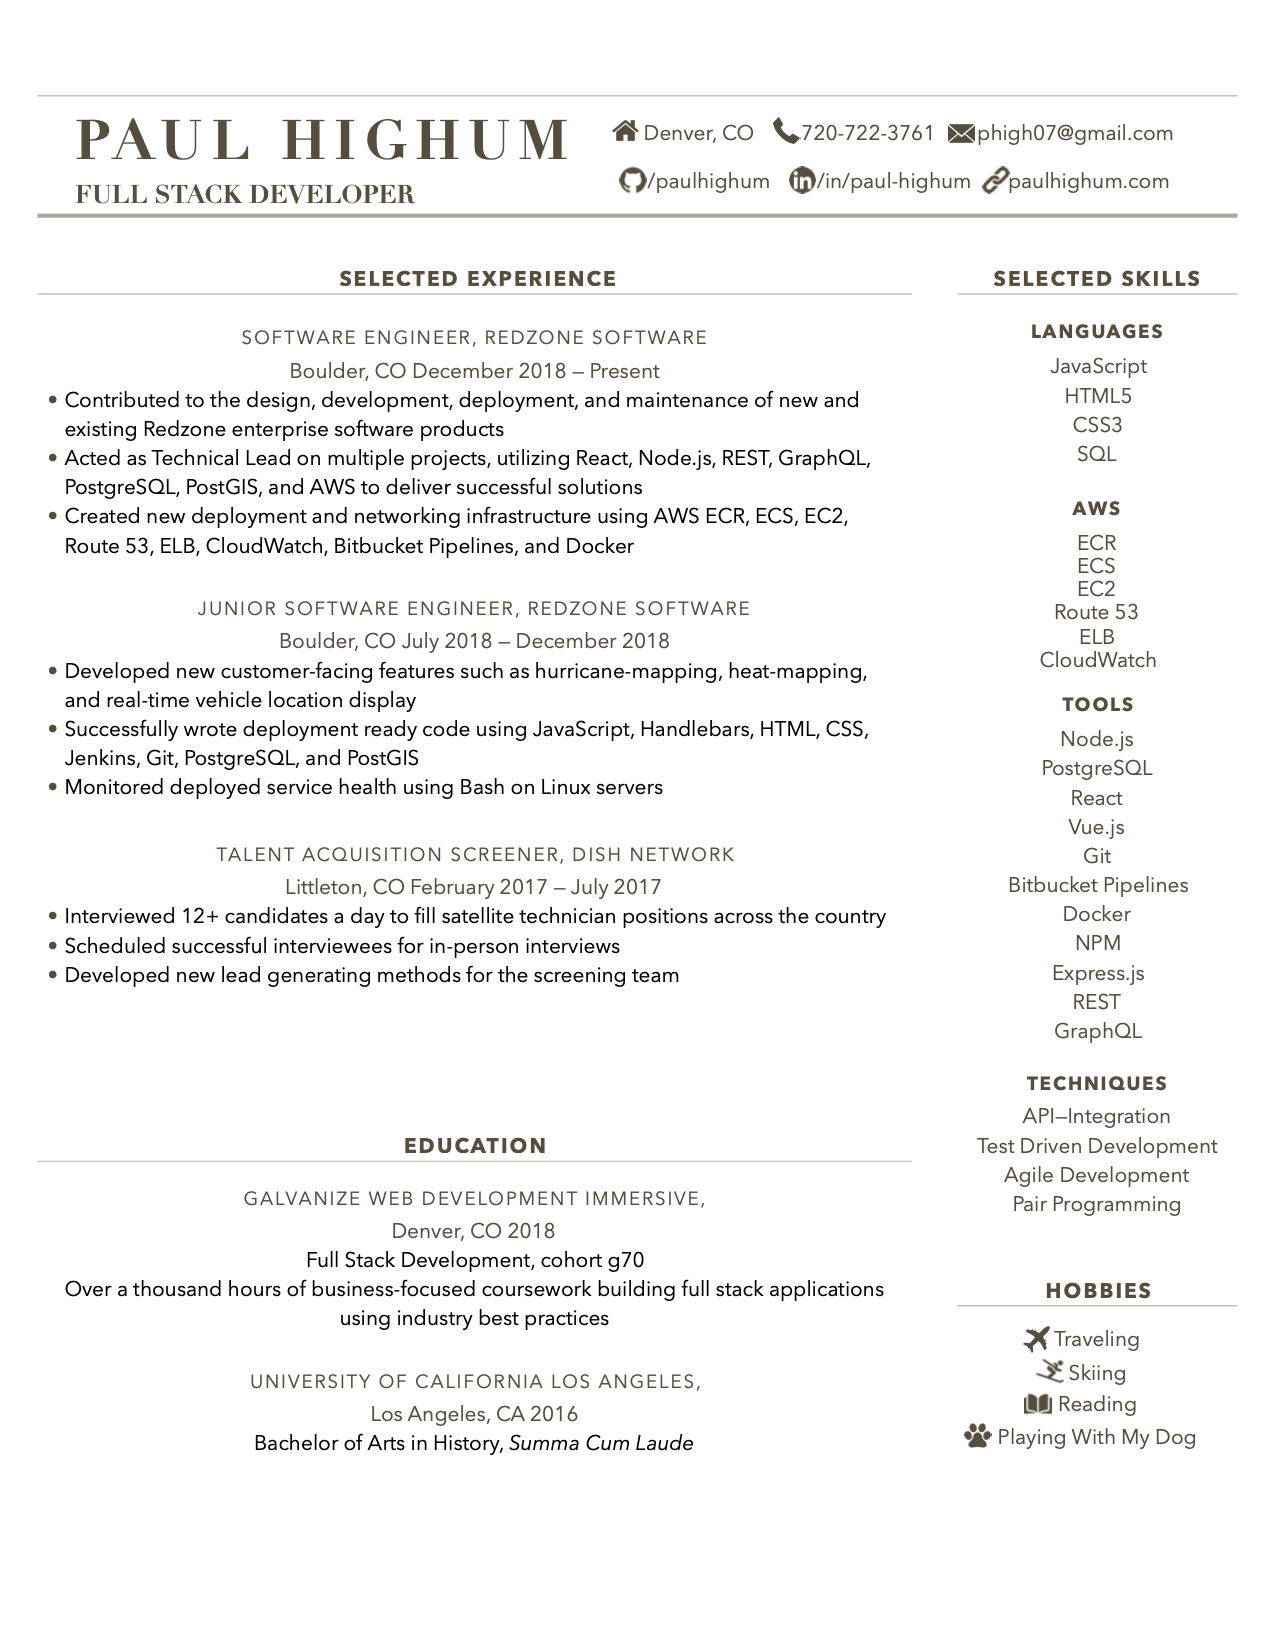 PAUL HIGHUM
FULL STACK DEVELOPER
Denver, CO 720-722-3761 phigh07@gmail.com
/paulhighum /in/paul-highum paulhighum.com
SELECTED EXPERIENCE
SOFTWARE ENGINEER, REDZONE SOFTWARE
Boulder, CO December 2018 – Present
• Contributed to the design, development, deployment, and maintenance of new and
existing Redzone enterprise software products
• Acted as Technical Lead on multiple projects, utilizing React, Node.js, REST, GraphQL,
PostgreSQL, PostGIS, and AWS to deliver successful solutions
• Created new deployment and networking infrastructure using AWS ECR, ECS, EC2,
Route 53, ELB, CloudWatch, Bitbucket Pipelines, and Docker
JUNIOR SOFTWARE ENGINEER, REDZONE SOFTWARE
Boulder, CO July 2018 – December 2018
• Developed new customer-facing features such as hurricane-mapping, heat-mapping,
and real-time vehicle location display
• Successfully wrote deployment ready code using JavaScript, Handlebars, HTML, CSS,
Jenkins, Git, PostgreSQL, and PostGIS
• Monitored deployed service health using Bash on Linux servers
TALENT ACQUISITION SCREENER, DISH NETWORK
Littleton, CO February 2017 – July 2017
• Interviewed 12+ candidates a day to fill satellite technician positions across the country
• Scheduled successful interviewees for in-person interviews
• Developed new lead generating methods for the screening team
EDUCATION
GALVANIZE WEB DEVELOPMENT IMMERSIVE,
Denver, CO 2018
Full Stack Development, cohort g70
Over a thousand hours of business-focused coursework building full stack applications
using industry best practices
UNIVERSITY OF CALIFORNIA LOS ANGELES,
Los Angeles, CA 2016
Bachelor of Arts in History, Summa Cum Laude
SELECTED SKILLS
LANGUAGES
JavaScript
HTML5
CSS3
SQL
AWS
ECR
ECS
EC2
Route 53
ELB
CloudWatch
TOOLS
Node.js
PostgreSQL
React
Vue.js
Git
Bitbucket Pipelines
Docker
NPM
Express.js
REST
GraphQL
TECHNIQUES
API–Integration
Test Driven Development
Agile Development
Pair Programming
HOBBIES
Traveling
Skiing
Reading
Playing With My Dog